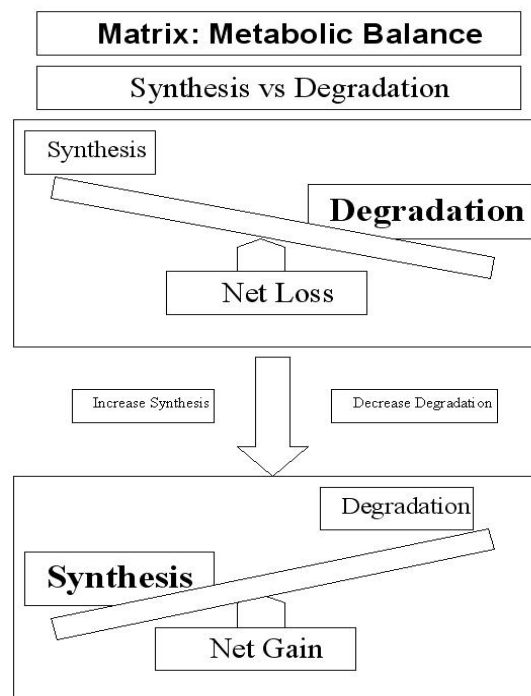 Matrix: Metabolic Balance
Synthesis vs Degradation
Synthesis
Degradation
Net Loss
Increase Synthesis
Decrease Degradation
Degradation
Synthesis
Net Gain